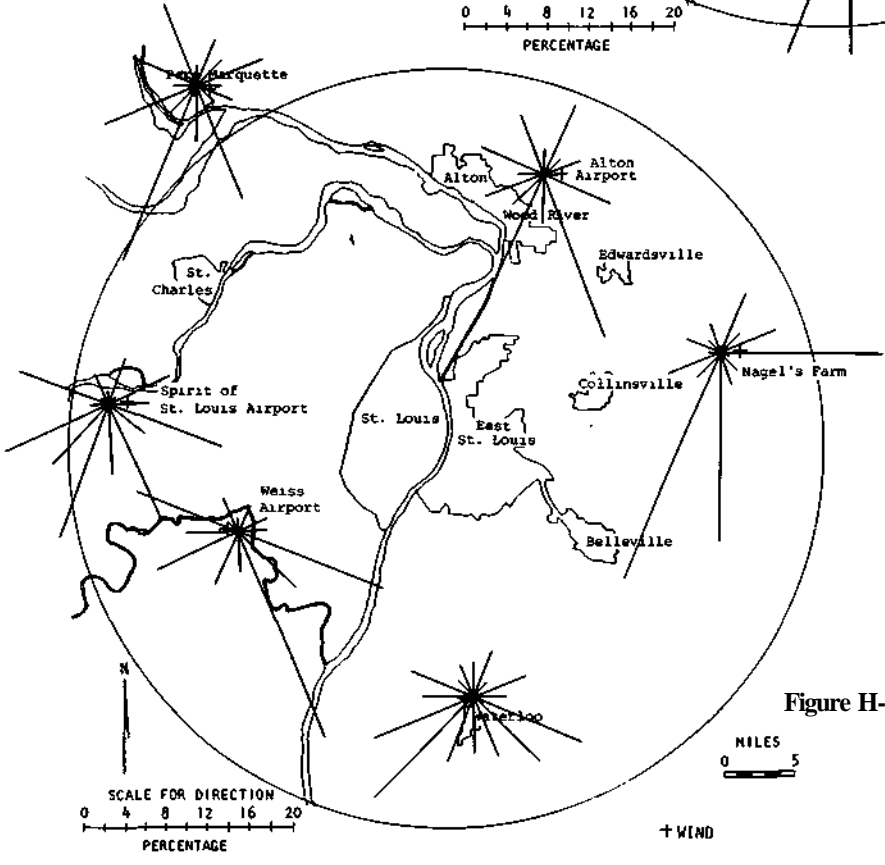 0 4 8 12 16 20
PERCENTAGE
Pere Marquette
Alton
Alton
Airport
Wood River
Edwardsville
St.
Charles
Nagel's Farm
Spirit of
St. Louis Airport
Collinsville
St. Louis
East
St. Louis
Weiss
Airport
Belleville
N
Waterloo
Figure H-
MILES
0 5
SCALE FOR DIRECTION
0 4 8 12 16 20
PERCENTAGE
+ WIND